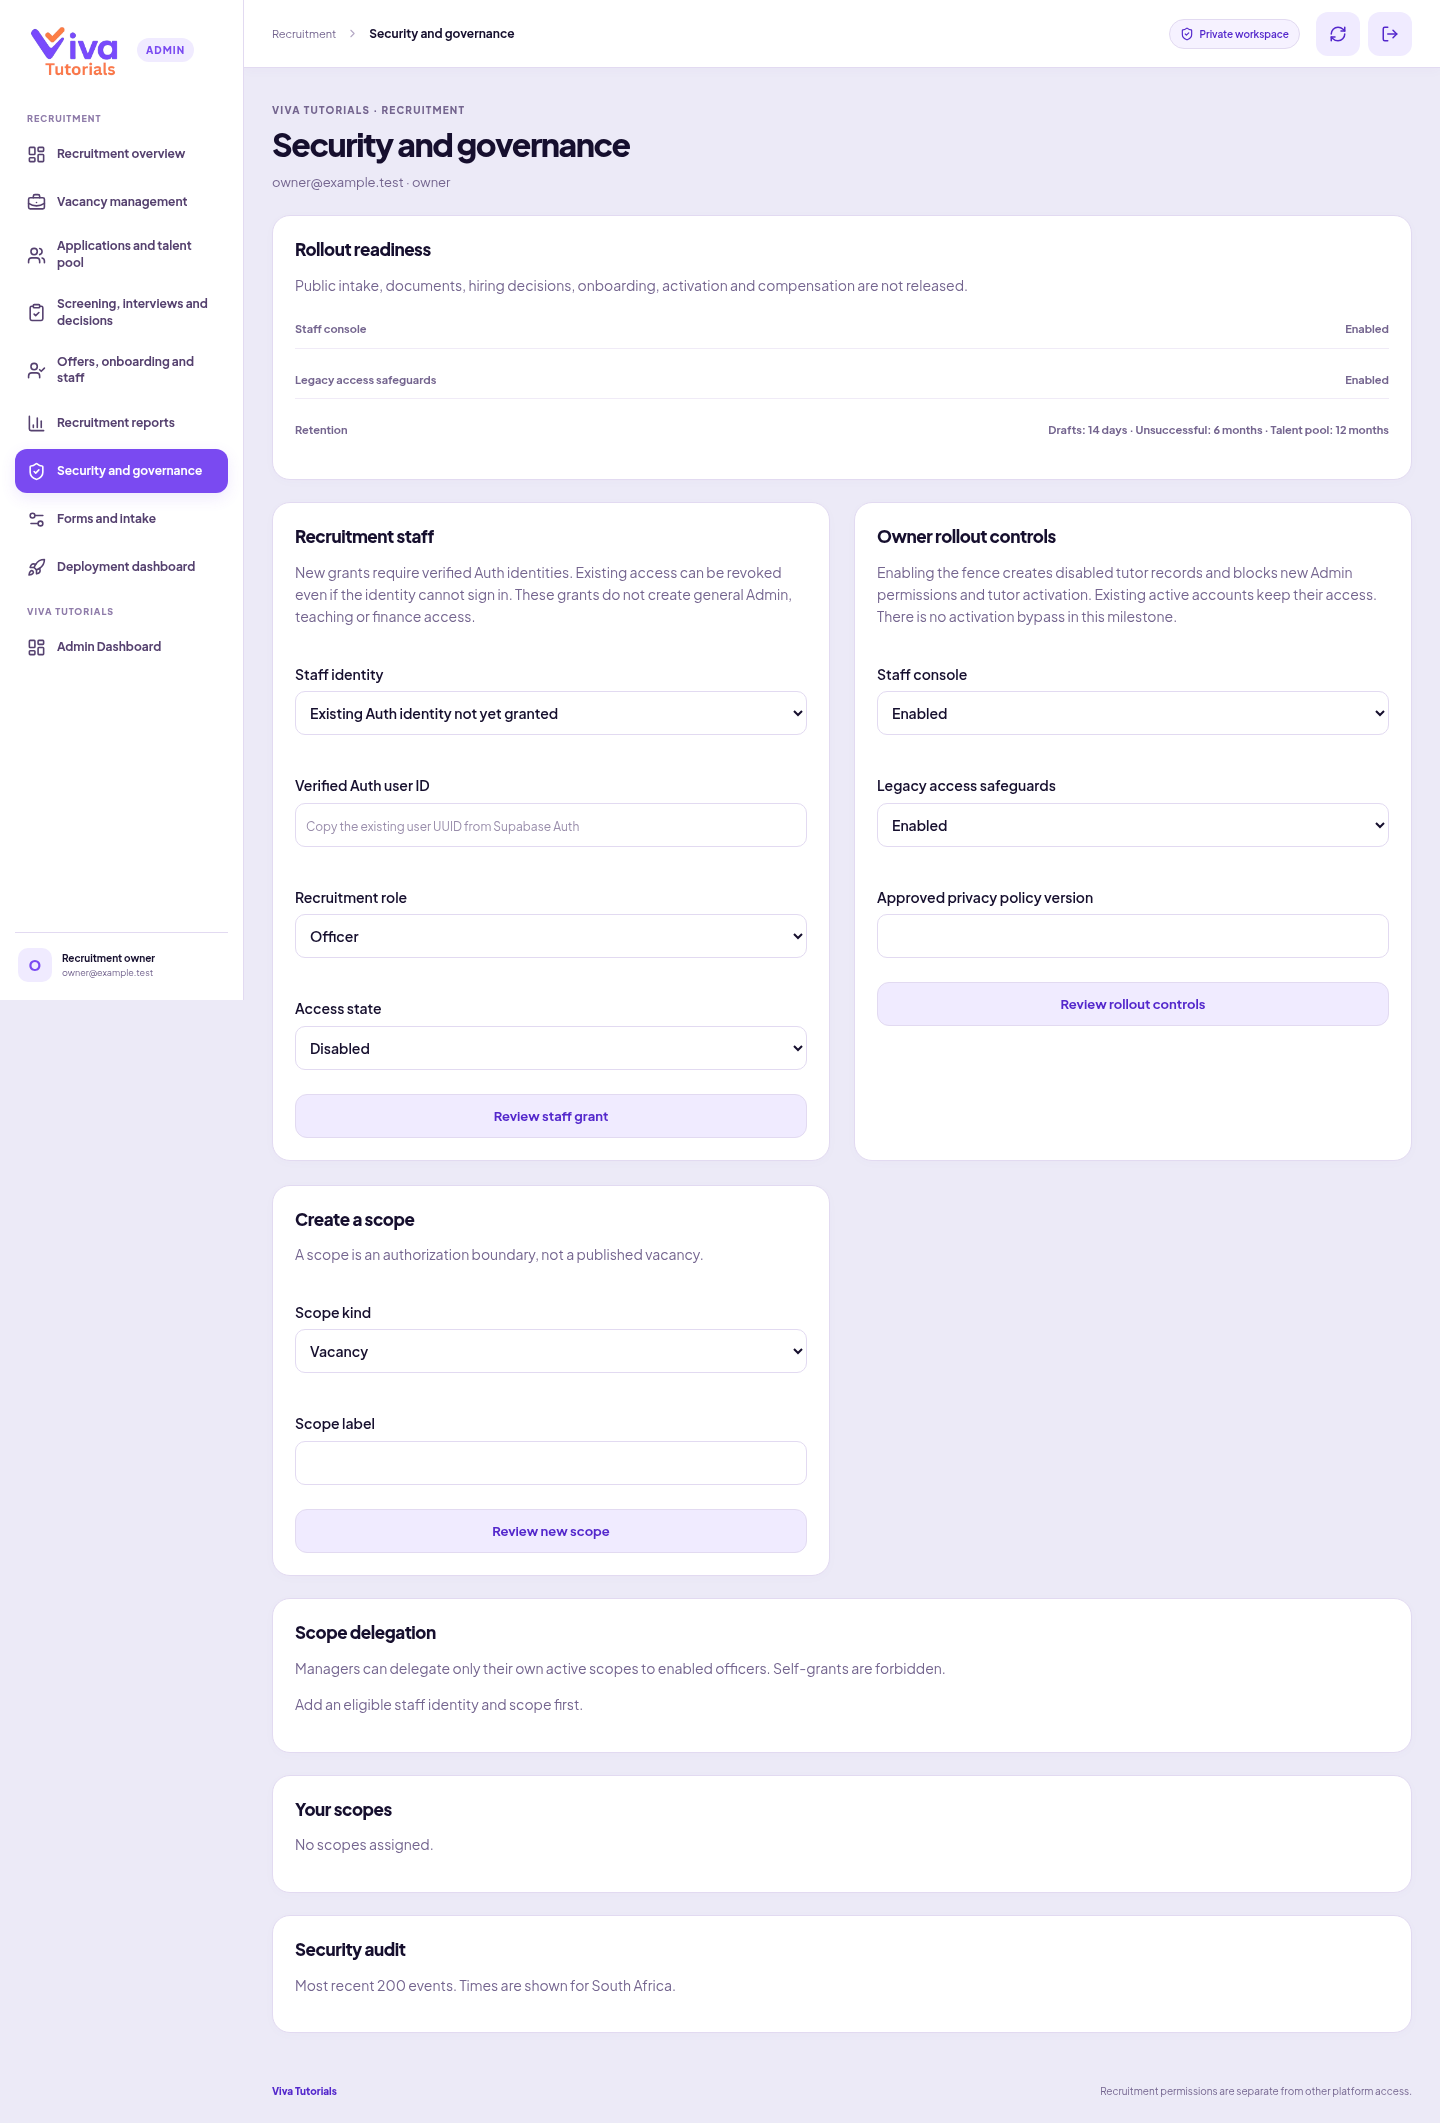 Viva
Tutorials
ADMIN
RECRUITMENT
Recruitment overview
Vacancy management
Applications and talent
pool
Screening, interviews and
decisions
Offers, onboarding and
staff
Recruitment reports
Security and governance
Forms and intake
Deployment dashboard
VIVA TUTORIALS
Admin Dashboard
O
Recruitment owner
owner@example.test
Recruitment
Security and governance
Private workspace
VIVA TUTORIALS · RECRUITMENT
Security and governance
owner@example.test · owner
Rollout readiness
Public intake, documents, hiring decisions, onboarding, activation and compensation are not released.
Staff console Enabled
Legacy access safeguards Enabled
Retention Drafts: 14 days · Unsuccessful: 6 months · Talent pool: 12 months
Recruitment staff
New grants require verified Auth identities. Existing access can be revoked
even if the identity cannot sign in. These grants do not create general Admin,
teaching or finance access.
Staff identity
Existing Auth identity not yet granted
Verified Auth user ID
Copy the existing user UUID from Supabase Auth
Recruitment role
Officer
Access state
Disabled
Review staff grant
Owner rollout controls
Enabling the fence creates disabled tutor records and blocks new Admin
permissions and tutor activation. Existing active accounts keep their access.
There is no activation bypass in this milestone.
Staff console
Enabled
Legacy access safeguards
Enabled
Approved privacy policy version
Review rollout controls
Create a scope
A scope is an authorization boundary, not a published vacancy.
Scope kind
Vacancy
Scope label
Review new scope
Scope delegation
Managers can delegate only their own active scopes to enabled officers. Self-grants are forbidden.
Add an eligible staff identity and scope first.
Your scopes
No scopes assigned.
Security audit
Most recent 200 events. Times are shown for South Africa.
Viva Tutorials
Recruitment permissions are separate from other platform access.